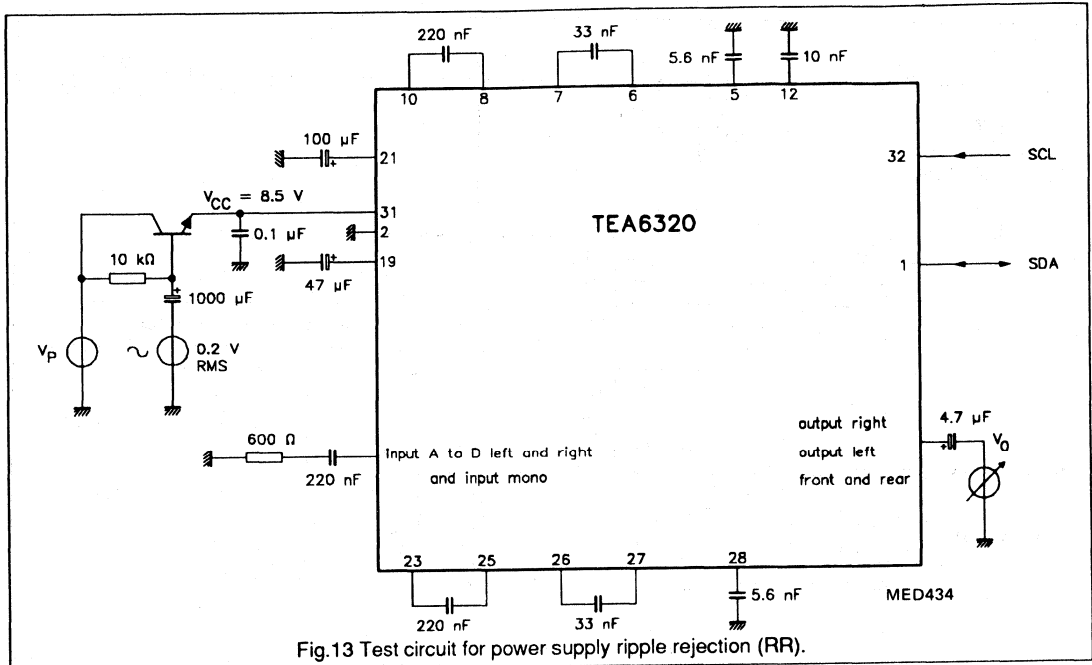 220 nF
33 nF
5.6 nF
10 nF
10
8
7
6
5
12
100 µF
+
21
32
SCL
V_CC = 8.5 V
31
TEA6320
2
0.1 µF
19
+
47 µF
1
SDA
10 kΩ
+
1000 µF
V_P
0.2 V
RMS
600 Ω
220 nF
input A to D left and right
and input mono
output right
output left
front and rear
4.7 µF
+
V_O
23
25
26
27
28
220 nF
33 nF
5.6 nF
MED434
Fig.13 Test circuit for power supply ripple rejection (RR).